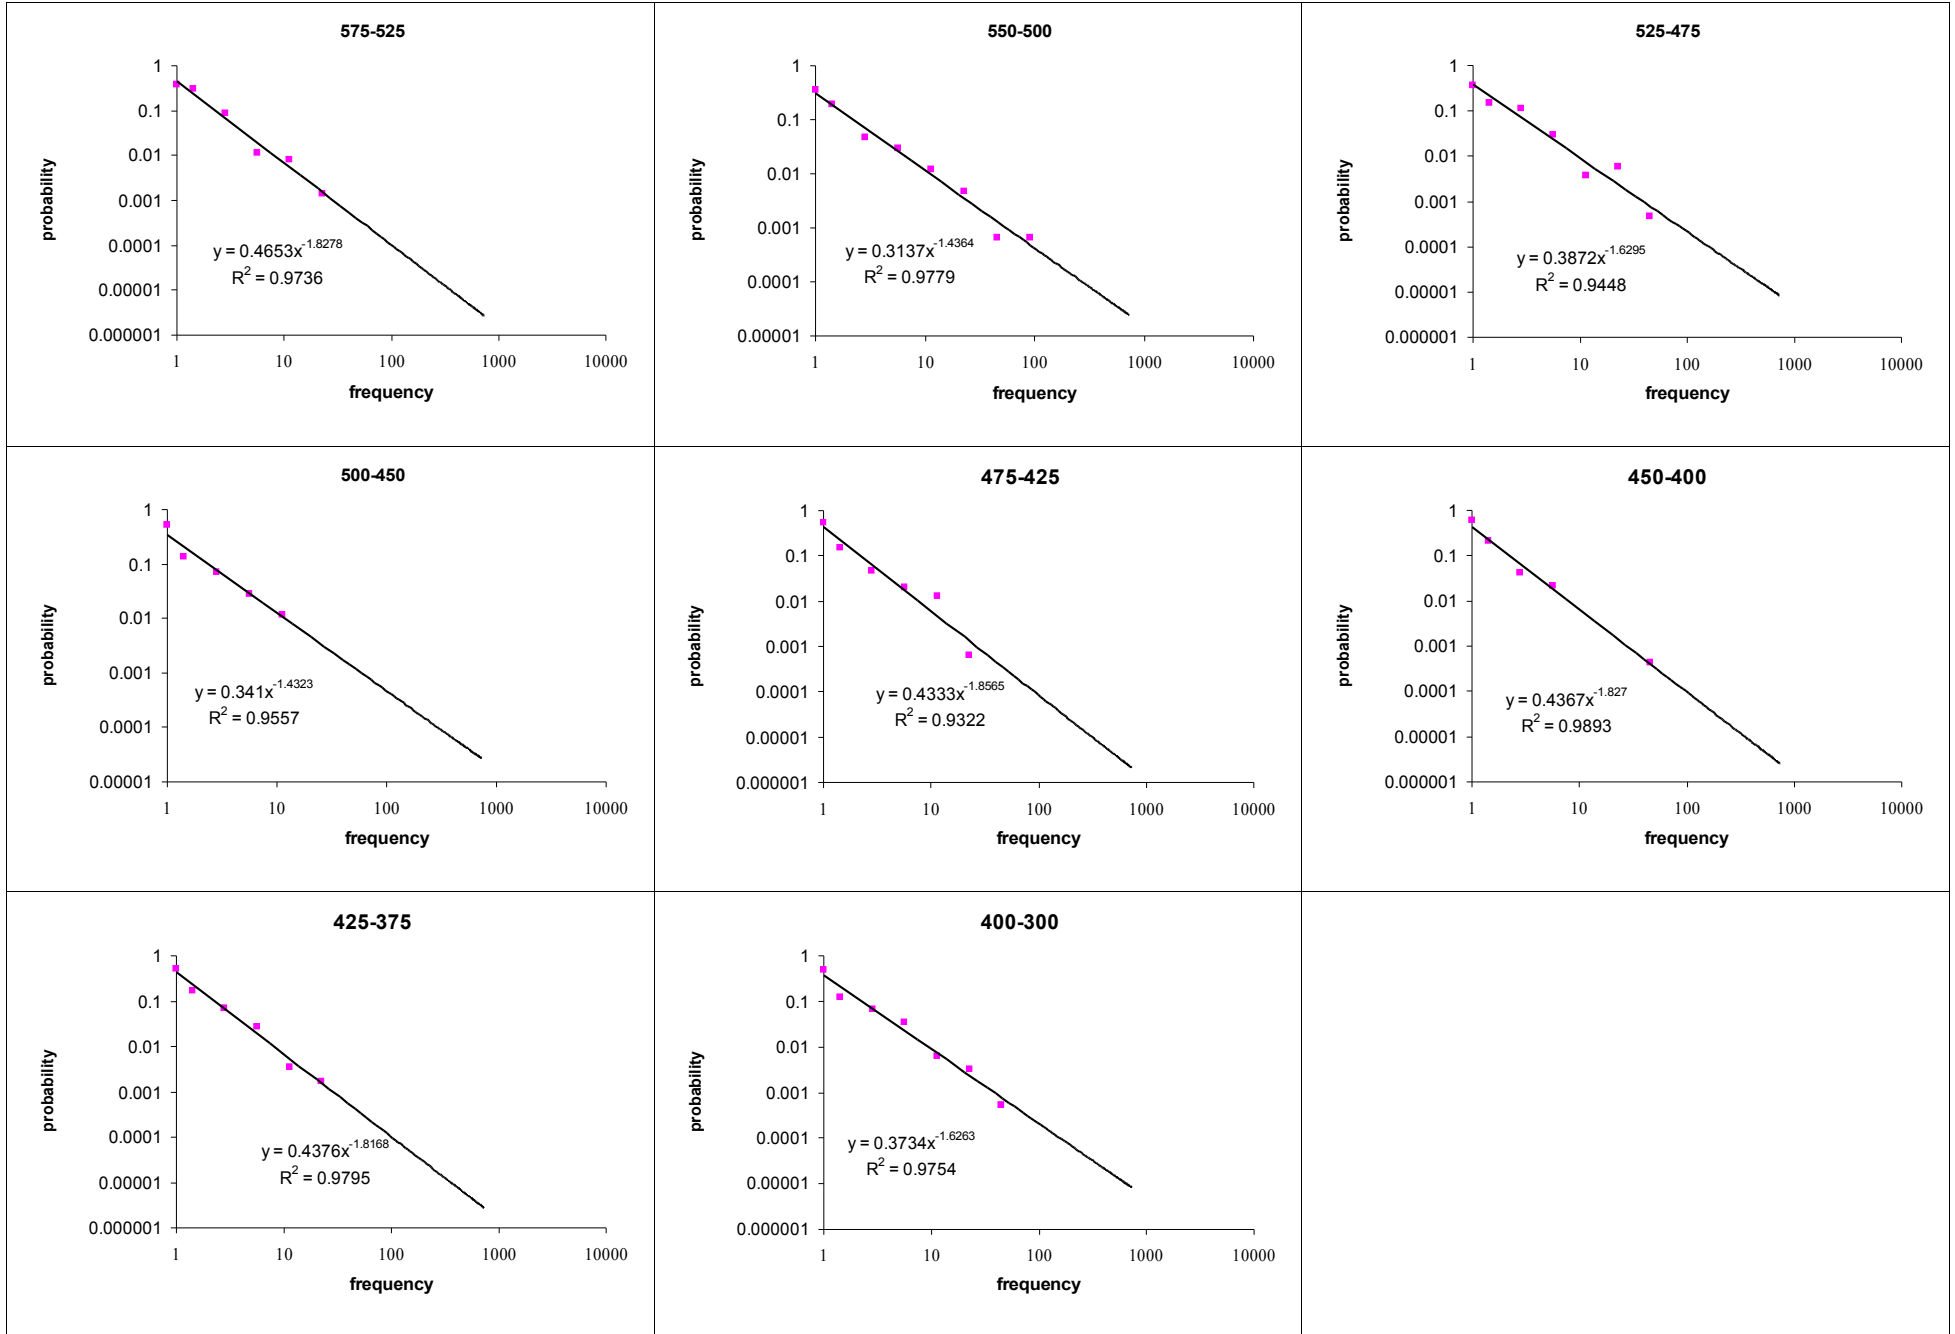 575-525
1
0.1
0.01
0.001
0.0001
0.00001
0.000001
probability
y = 0.4653x^-1.8278
R² = 0.9736
1 10 100 1000 10000
frequency
550-500
1
0.1
0.01
0.001
0.0001
0.00001
probability
y = 0.3137x^-1.4364
R² = 0.9779
1 10 100 1000 10000
frequency
525-475
1
0.1
0.01
0.001
0.0001
0.00001
0.000001
probability
y = 0.3872x^-1.6295
R² = 0.9448
1 10 100 1000 10000
frequency
500-450
1
0.1
0.01
0.001
0.0001
0.00001
probability
y = 0.341x^-1.4323
R² = 0.9557
1 10 100 1000 10000
frequency
475-425
1
0.1
0.01
0.001
0.0001
0.00001
0.000001
probability
y = 0.4333x^-1.8565
R² = 0.9322
1 10 100 1000 10000
frequency
450-400
1
0.1
0.01
0.001
0.0001
0.00001
0.000001
probability
y = 0.4367x^-1.827
R² = 0.9893
1 10 100 1000 10000
frequency
425-375
1
0.1
0.01
0.001
0.0001
0.00001
0.000001
probability
y = 0.4376x^-1.8168
R² = 0.9795
1 10 100 1000 10000
frequency
400-300
1
0.1
0.01
0.001
0.0001
0.00001
0.000001
probability
y = 0.3734x^-1.6263
R² = 0.9754
1 10 100 1000 10000
frequency